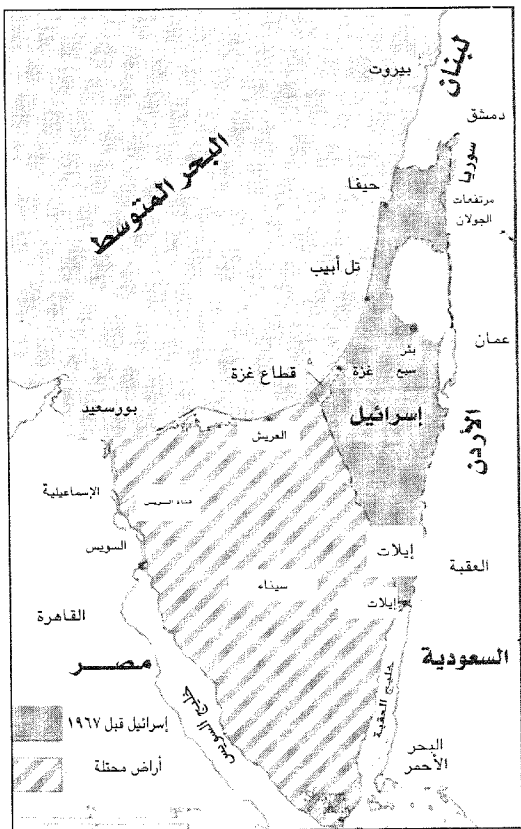 لبنان
بيروت
دمشق
سوريا
البحر المتوسط
حيفا
مرتفعات
الجولان
تل أبيب
عمان
بئر
سبع
غزة
قطاع غزة
بورسعيد
إسرائيل
الأردن
العريش
الإسماعيلية
قناة السويس
السويس
إيلات
العقبة
سيناء
إيلات
القاهرة
السعودية
مصر
خليج السويس
خليج العقبة
إسرائيل قبل ١٩٦٧
البحر
الأحمر
أراض محتلة